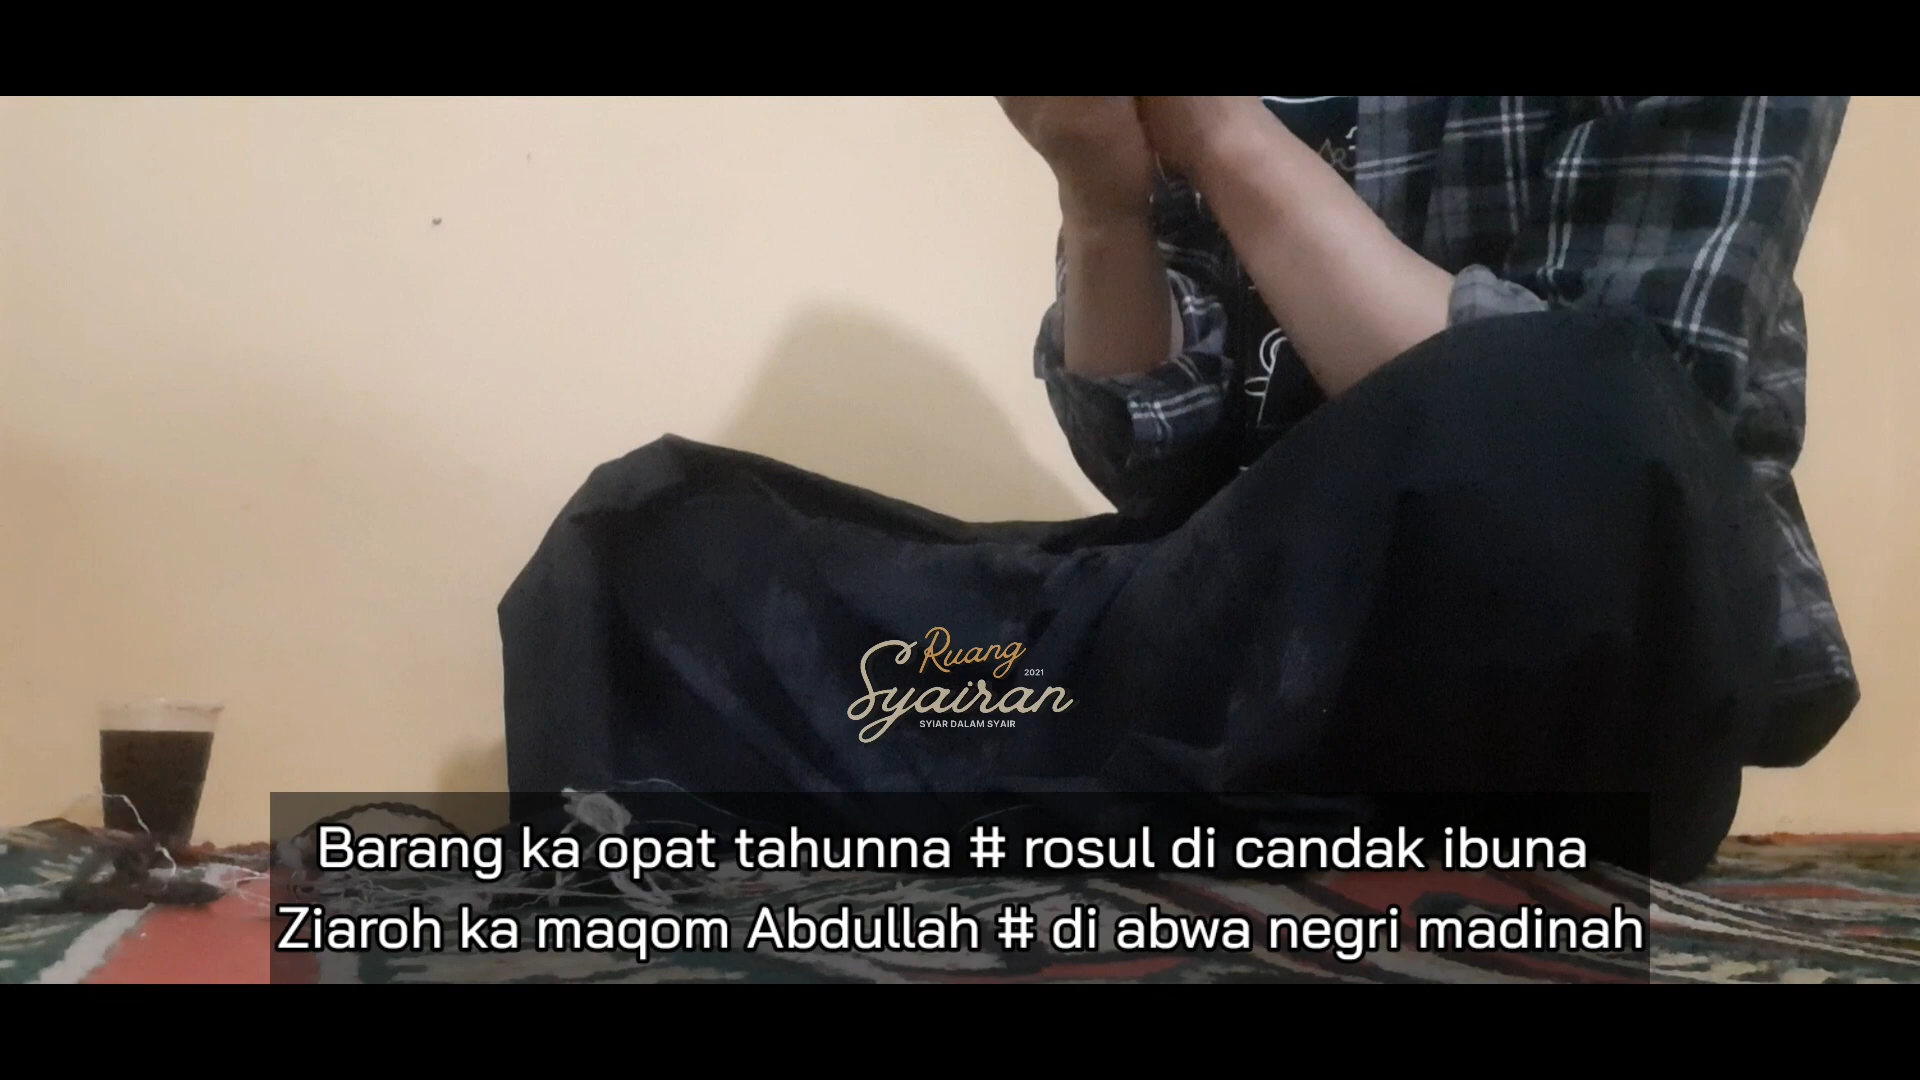 Ruang
2021
Syairan
SYIAR DALAM SYAIR
Barang ka opat tahunna # rosul di candak ibuna
Ziaroh ka maqom Abdullah # di abwa negri madinah